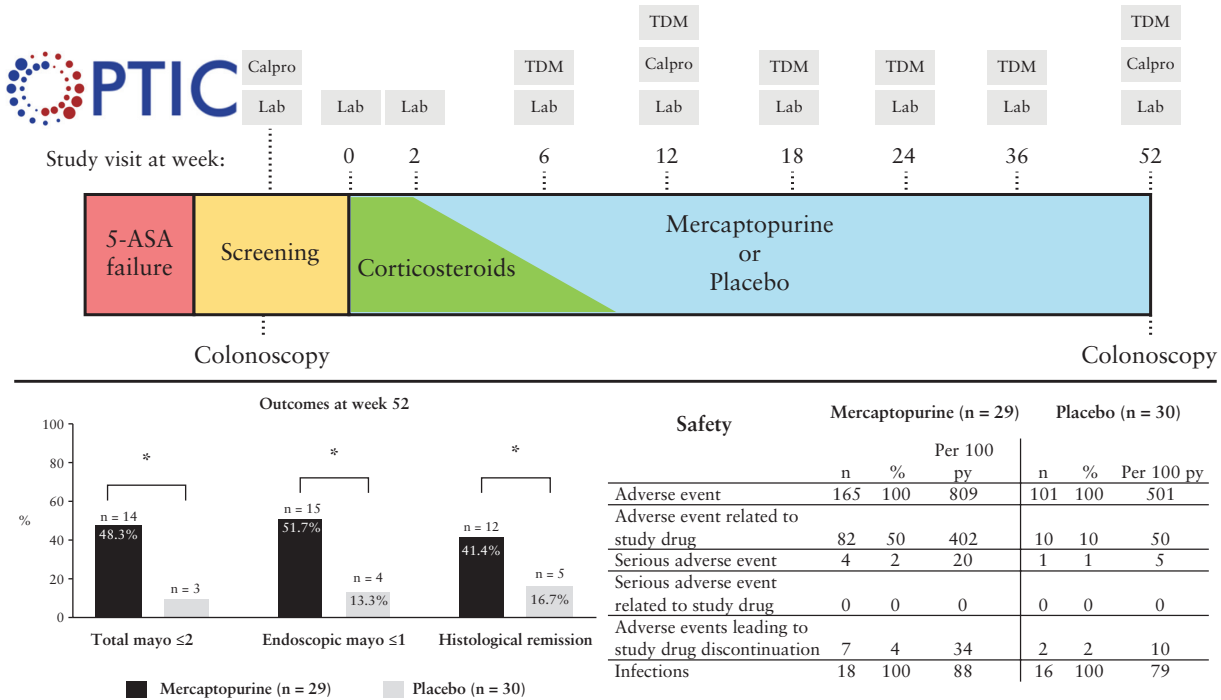 TDM TDM
Calpro TDM Calpro TDM TDM TDM Calpro
Lab Lab Lab Lab Lab Lab Lab Lab Lab
OPTIC
Study visit at week: 0 2 6 12 18 24 36 52
5-ASA failure
Screening
Corticosteroids
Mercaptopurine
or
Placebo
Colonoscopy Colonoscopy
Outcomes at week 52
%
100
80
60
40
20
0
* * *
n = 14
48.3%
n = 3
n = 15
51.7%
n = 4
13.3%
n = 12
41.4%
n = 5
16.7%
Total mayo ≤2 Endoscopic mayo ≤1 Histological remission
Mercaptopurine (n = 29) Placebo (n = 30)
Safety Mercaptopurine (n = 29) Placebo (n = 30)
n % Per 100 py n % Per 100 py
Adverse event 165 100 809 101 100 501
Adverse event related to
study drug 82 50 402 10 10 50
Serious adverse event 4 2 20 1 1 5
Serious adverse event
related to study drug 0 0 0 0 0 0
Adverse events leading to
study drug discontinuation 7 4 34 2 2 10
Infections 18 100 88 16 100 79